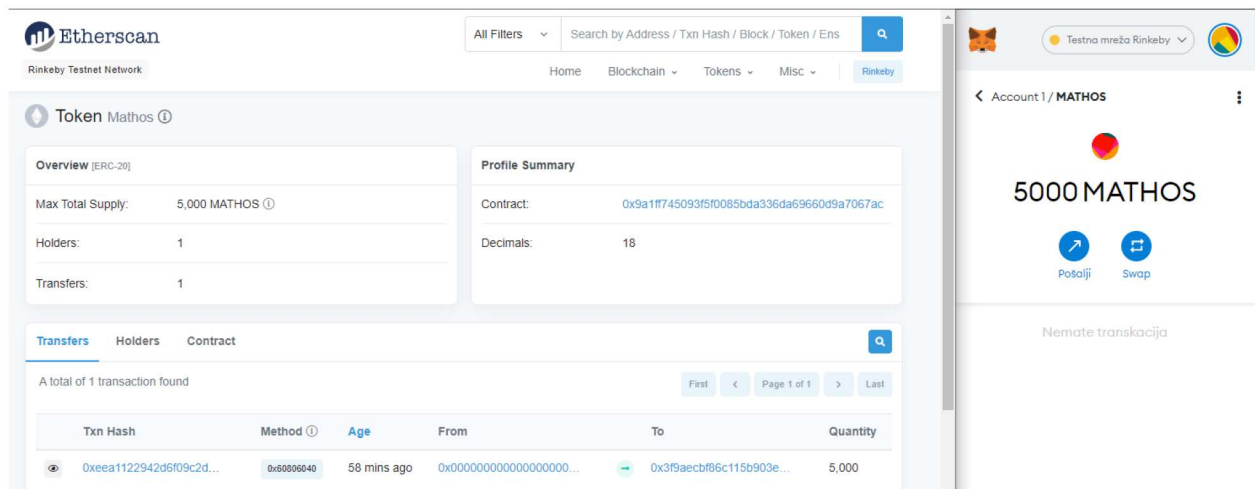 Etherscan
All Filters
Search by Address / Txn Hash / Block / Token / Ens
Rinkeby Testnet Network
Home Blockchain Tokens Misc Rinkeby
Token Mathos
Overview [ERC-20]
Max Total Supply: 5,000 MATHOS
Holders: 1
Transfers: 1
Profile Summary
Contract: 0x9a1ff745093f5f0085bda336da69660d9a7067ac
Decimals: 18
Transfers Holders Contract
A total of 1 transaction found
First < Page 1 of 1 > Last
Txn Hash Method Age From To Quantity
0xeea1122942d6f09c2d... 0x60806040 58 mins ago 0x000000000000000000... 0x3f9aecbf86c115b903e... 5,000
Testna mreža Rinkeby
Account 1 / MATHOS
5000 MATHOS
Pošalji Swap
Nemate transkacija